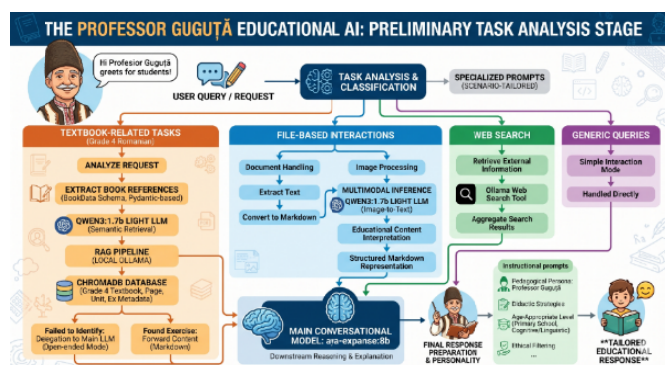 THE PROFESSOR GUGUȚĂ EDUCATIONAL AI: PRELIMINARY TASK ANALYSIS STAGE
Hi Profesior Guguță
greets for students!
USER QUERY / REQUEST
TASK ANALYSIS &
CLASSIFICATION
SPECIALIZED PROMPTS
(SCENARIO-TAILORED)
TEXTBOOK-RELATED TASKS
(Grade 4 Romanian)
ANALYZE REQUEST
EXTRACT BOOK REFERENCES
(BookData Schema, Pydantic-based)
QWEN3:1.7b LIGHT LLM
(Semantic Retrieval)
RAG PIPELINE
(LOCAL OLLAMA)
CHROMADB DATABASE
(Grade 4 Textbook, Page,
Unit, Ex Metadata)
Failed to Identify:
Delegation to Main LLM
(Open-ended Mode)
Found Exercise:
Forward Content
(Markdown)
FILE-BASED INTERACTIONS
Document Handling
Extract Text
Convert to Markdown
Image Processing
MULTIMODAL INFERENCE
QWEN3:1.7b LIGHT LLM
(Image-to-Text)
Educational Content
Interpretation
Structured Markdown
Representation
WEB SEARCH
Retrieve External
Information
Ollama Web
Search Tool
Aggregate Search
Results
GENERIC QUERIES
Simple Interaction
Mode
Handled Directly
MAIN CONVERSATIONAL
MODEL: aya-expanse:8b
Downstream Reasoning & Explanation
FINAL RESPONSE
PREPARATION
& PERSONALITY
Instructional prompts
Pedagogical Persona:
Professor Guguță
Didactic Strategies
Age-Appropriate Level
(Primary School,
Cognitive/Linguistic)
Ethical Filtering
...
**TAILORED
EDUCATIONAL
RESPONSE**